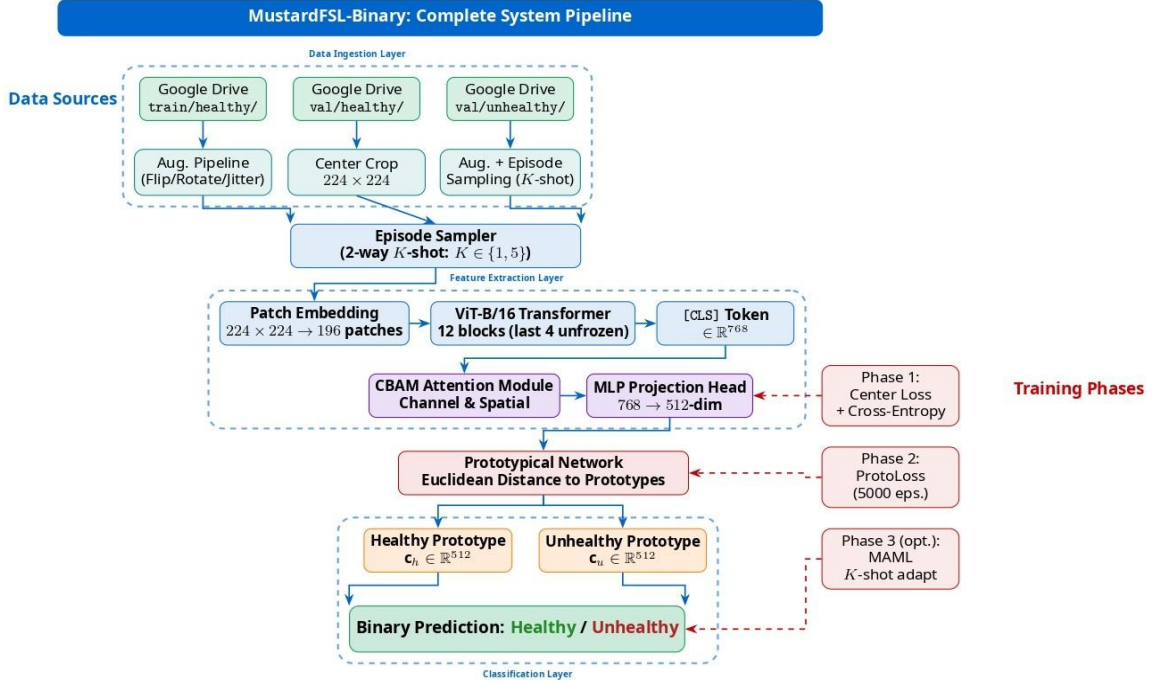 MustardFSL-Binary: Complete System Pipeline
Data Ingestion Layer
Data Sources
Google Drive
train/healthy/
Google Drive
val/healthy/
Google Drive
val/unhealthy/
Aug. Pipeline
(Flip/Rotate/Jitter)
Center Crop
224 × 224
Aug. + Episode
Sampling (K-shot)
Episode Sampler
(2-way K-shot: K ∈ {1, 5})
Feature Extraction Layer
Patch Embedding
224 × 224 → 196 patches
ViT-B/16 Transformer
12 blocks (last 4 unfrozen)
[CLS] Token
∈ ℝ⁷⁶⁸
CBAM Attention Module
Channel & Spatial
MLP Projection Head
768 → 512-dim
Phase 1:
Center Loss
+ Cross-Entropy
Training Phases
Prototypical Network
Euclidean Distance to Prototypes
Phase 2:
ProtoLoss
(5000 eps.)
Healthy Prototype
cₕ ∈ ℝ⁵¹²
Unhealthy Prototype
cᵤ ∈ ℝ⁵¹²
Phase 3 (opt.):
MAML
K-shot adapt
Binary Prediction: Healthy / Unhealthy
Classification Layer